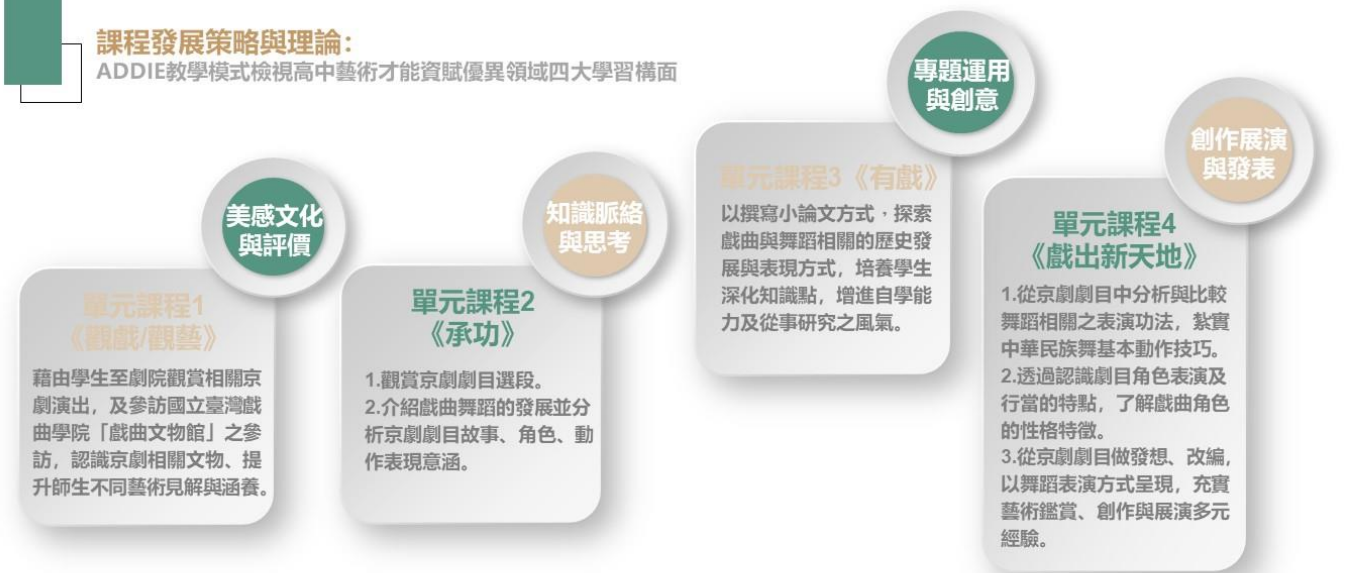 課程發展策略與理論：
ADDIE教學模式檢視高中藝術才能資賦優異領域四大學習構面
美感文化
與評價
單元課程1
《觀戲/觀藝》
藉由學生至劇院觀賞相關京
劇演出，及參訪國立臺灣戲
曲學院「戲曲文物館」之參
訪，認識京劇相關文物、提
升師生不同藝術見解與涵養。
知識脈絡
與思考
單元課程2
《承功》
1.觀賞京劇劇目選段。
2.介紹戲曲舞蹈的發展並分
析京劇劇目故事、角色、動
作表現意涵。
專題運用
與創意
單元課程3《有戲》
以撰寫小論文方式，探索
戲曲與舞蹈相關的歷史發
展與表現方式，培養學生
深化知識點，增進自學能
力及從事研究之風氣。
創作展演
與發表
單元課程4
《戲出新天地》
1.從京劇劇目中分析與比較
舞蹈相關之表演功法，紮實
中華民族舞基本動作技巧。
2.透過認識劇目角色表演及
行當的特點，了解戲曲角色
的性格特徵。
3.從京劇劇目做發想、改編，
以舞蹈表演方式呈現，充實
藝術鑑賞、創作與展演多元
經驗。